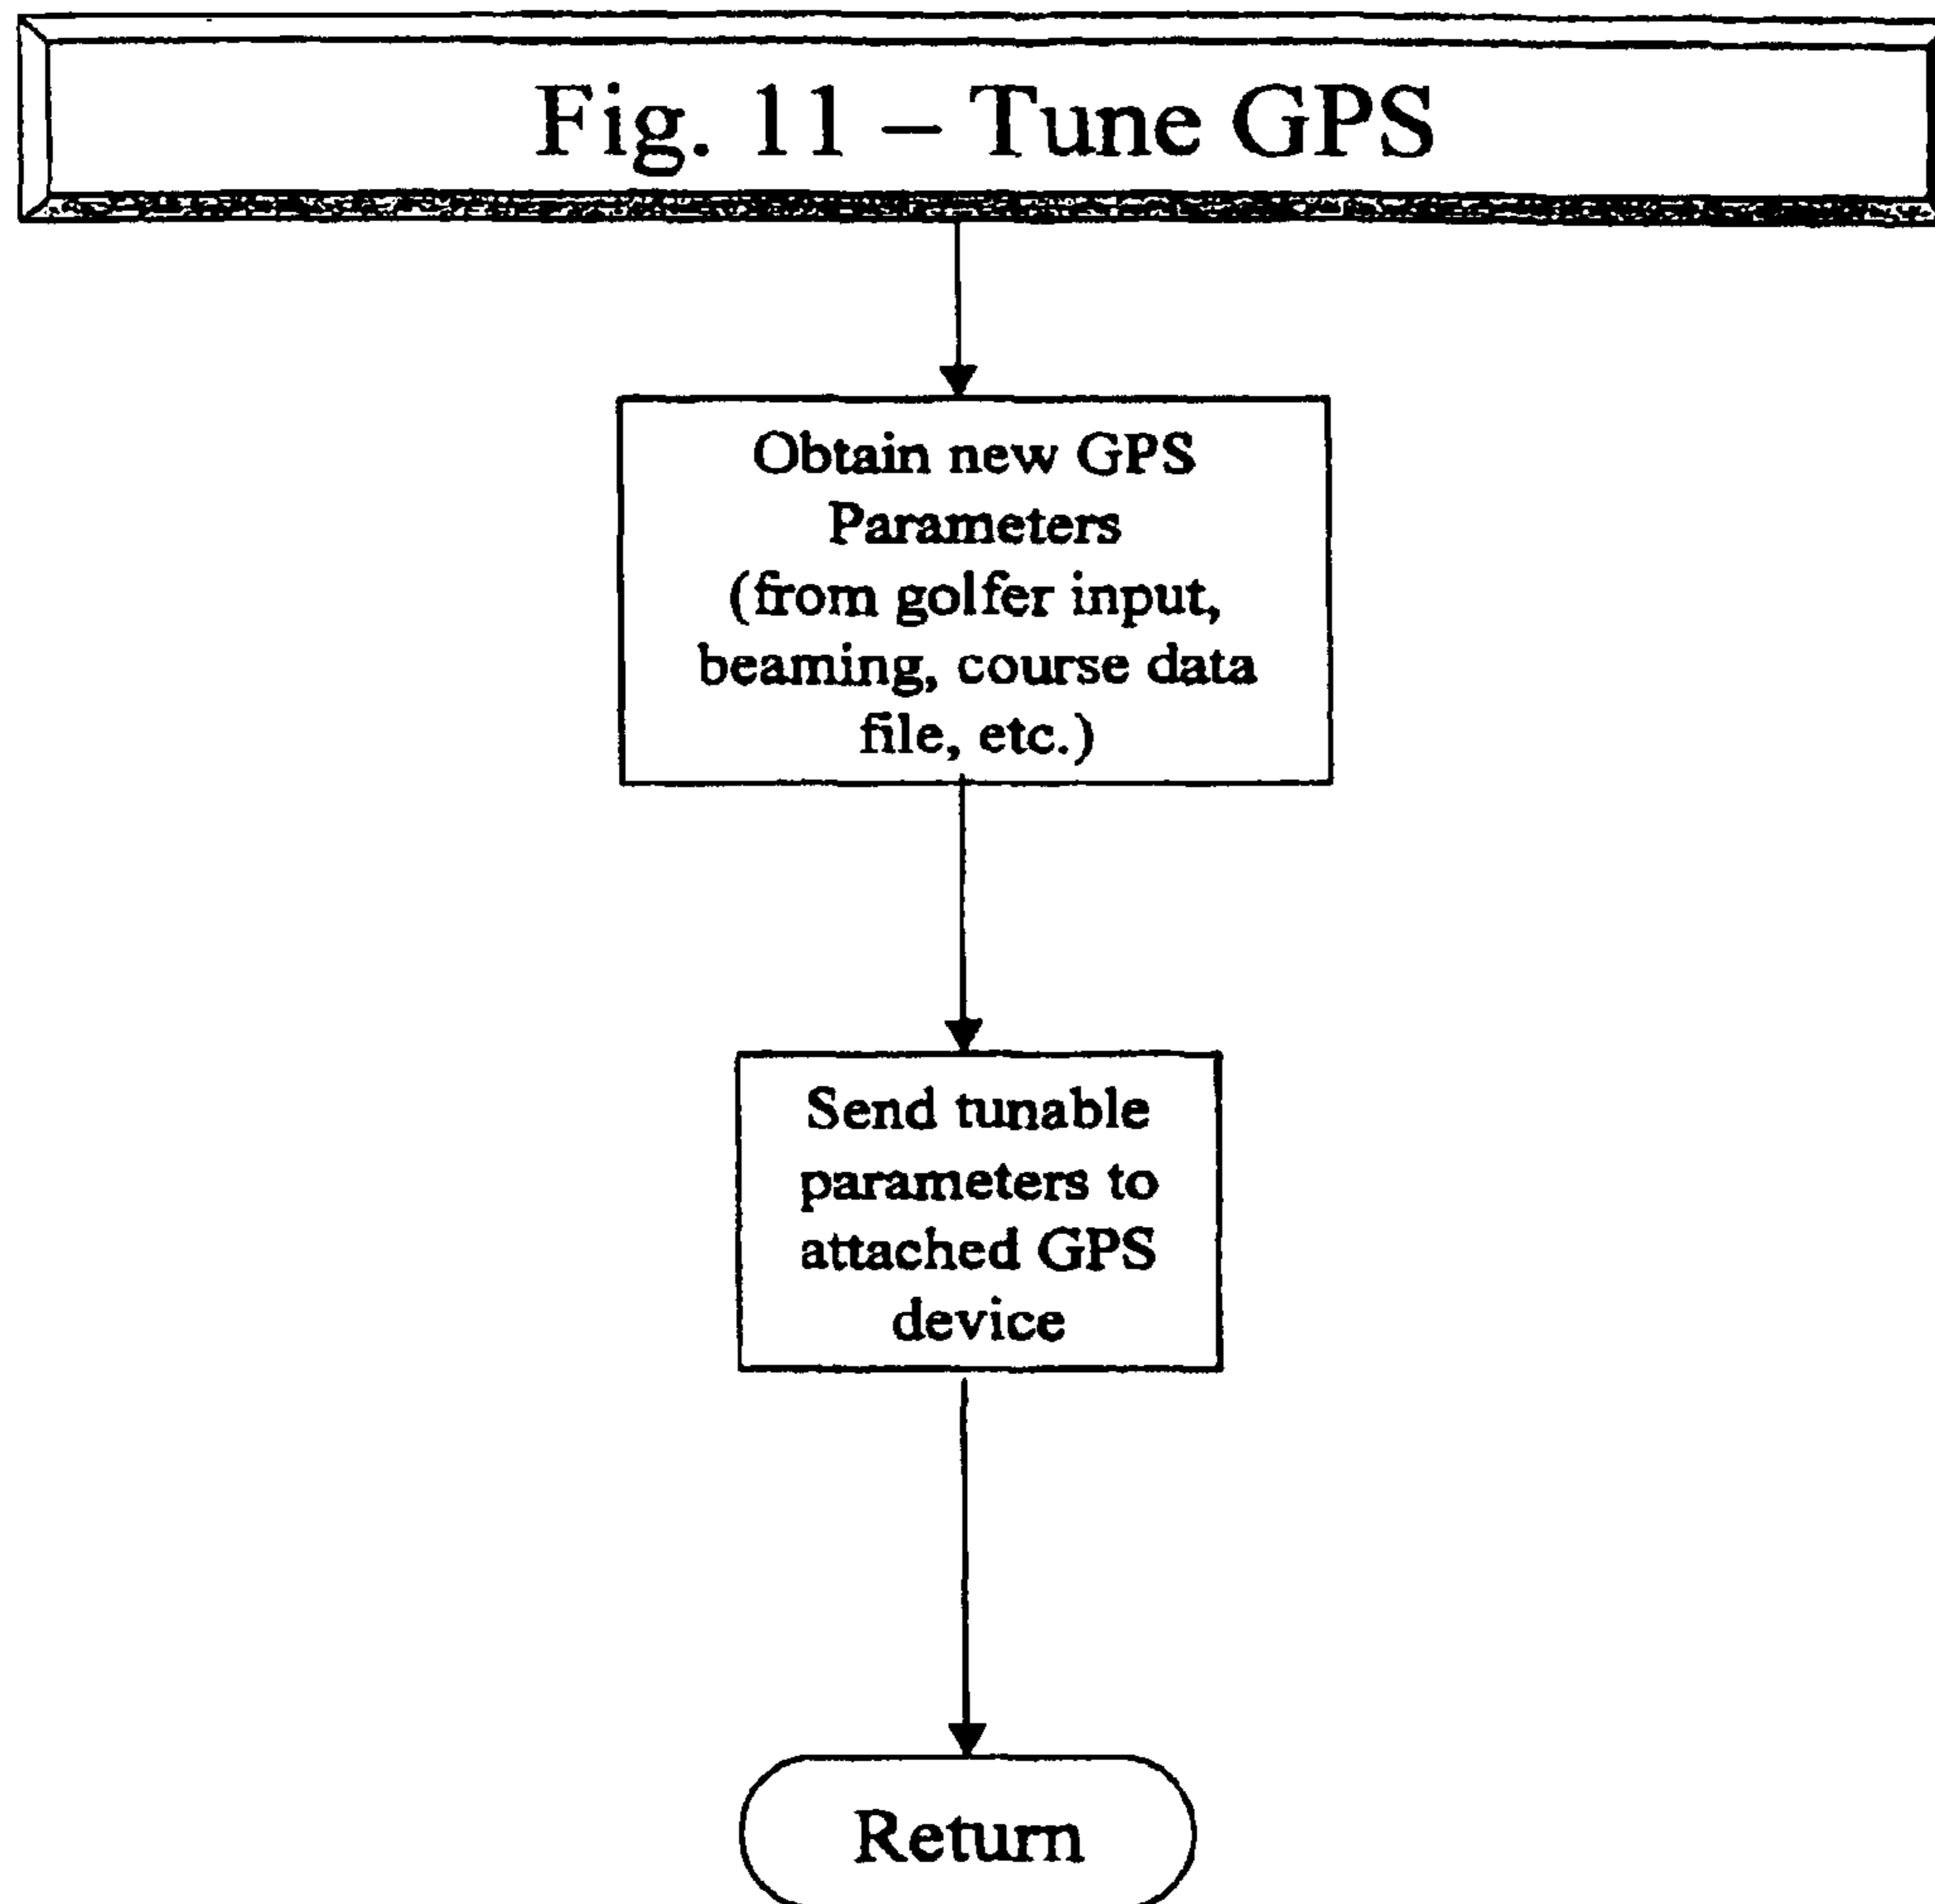 Fig. 11 – Tune GPS
Obtain new GPS
Parameters
(from golfer input,
beaming, course data
file, etc.)
Send tunable
parameters to
attached GPS
device
Return